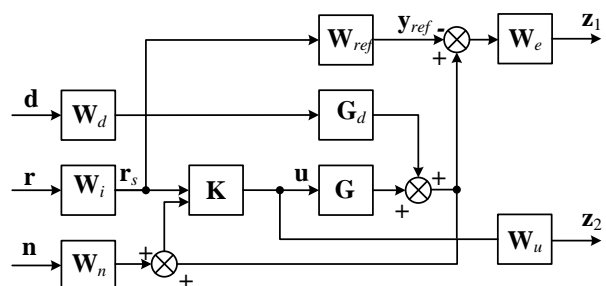 W_ref y_ref - W_e z_1
+
d W_d G_d
r W_i r_s K u G + +
n W_n + + W_u z_2